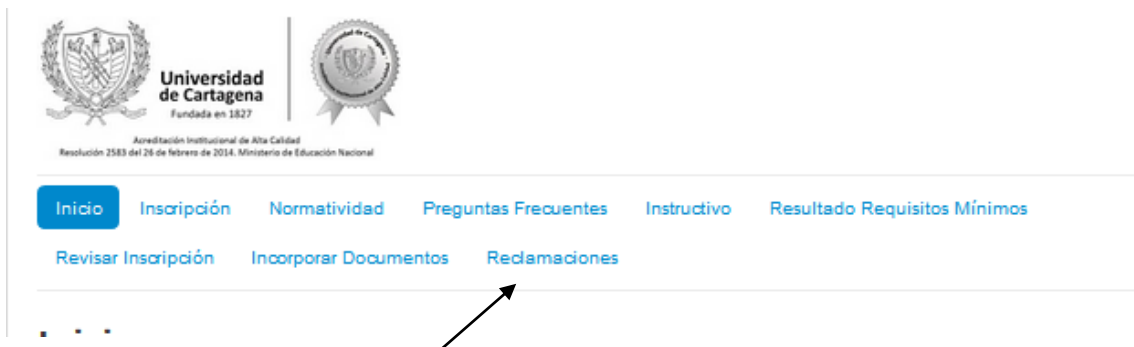 Universidad
de Cartagena
Fundada en 1827
Acreditación Institucional de Alta Calidad
Resolución 2583 del 26 de febrero de 2014. Ministerio de Educación Nacional
Inicio Inscripción Normatividad Preguntas Frecuentes Instructivo Resultado Requisitos Mínimos
Revisar Inscripción Incorporar Documentos Reclamaciones